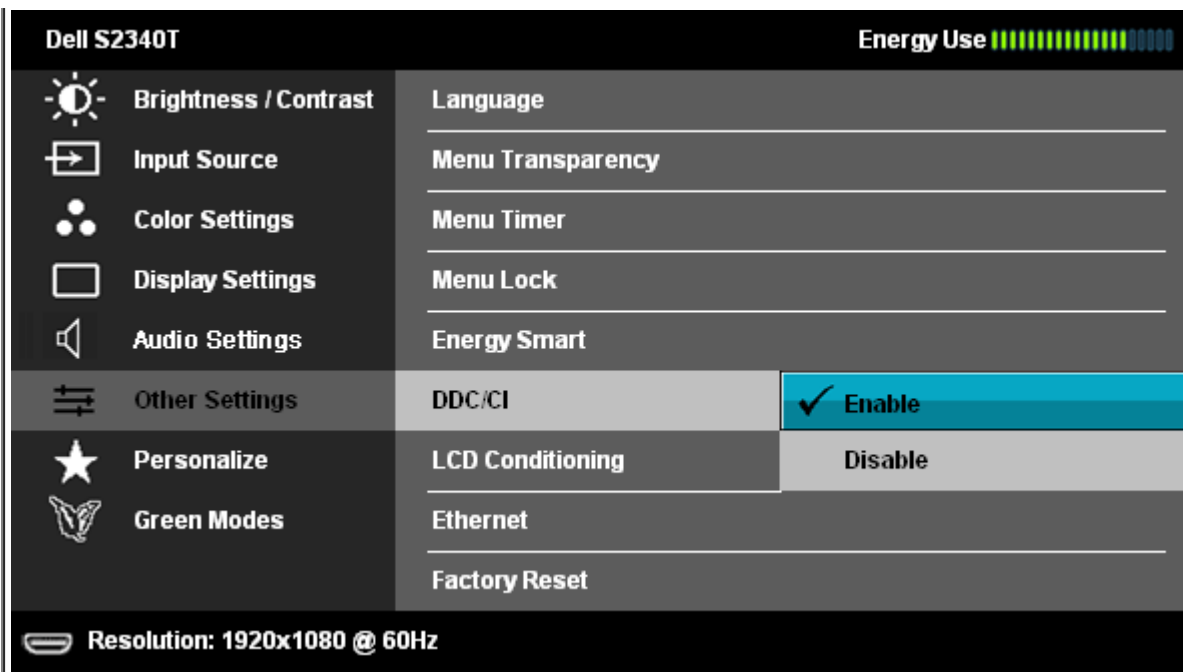 Dell S2340T Energy Use
Brightness / Contrast Language
Input Source Menu Transparency
Color Settings Menu Timer
Display Settings Menu Lock
Audio Settings Energy Smart
Other Settings DDC/CI ✓ Enable
Personalize LCD Conditioning Disable
Green Modes Ethernet
Factory Reset
Resolution: 1920x1080 @ 60Hz